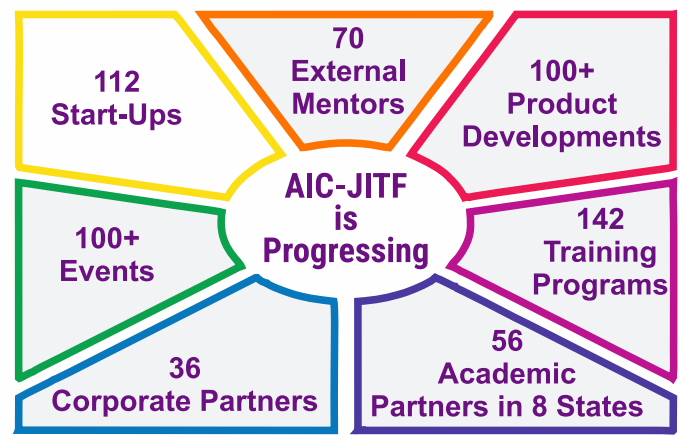 112
Start-Ups
70
External
Mentors
100+
Product
Developments
AIC-JITF
is
Progressing
100+
Events
142
Training
Programs
36
Corporate Partners
56
Academic
Partners in 8 States